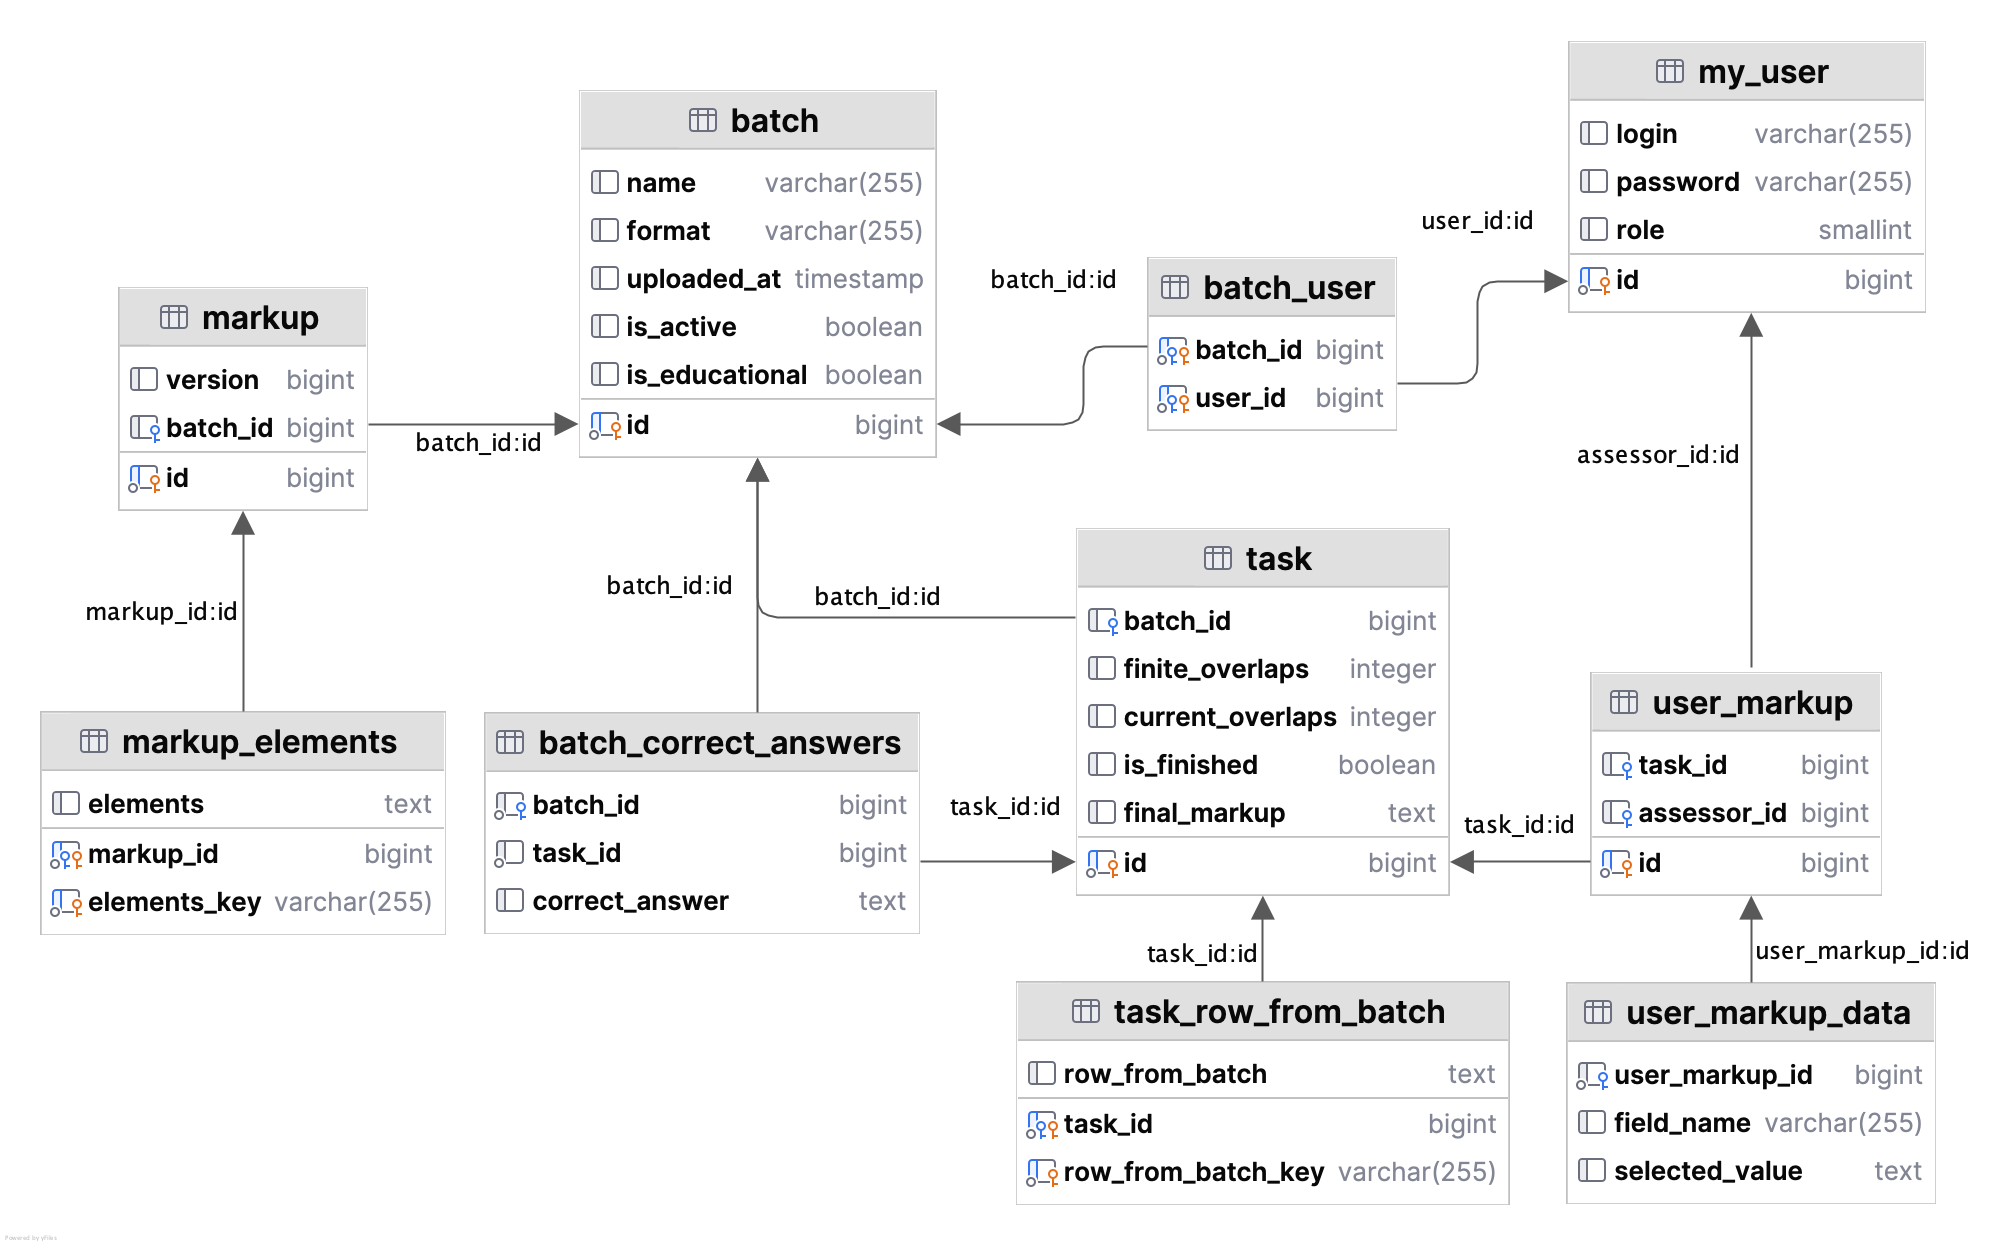 my_user
login varchar(255)
password varchar(255)
role smallint
id bigint
batch
name varchar(255)
format varchar(255)
uploaded_at timestamp
is_active boolean
is_educational boolean
id bigint
user_id:id
batch_id:id
batch_user
batch_id bigint
user_id bigint
markup
version bigint
batch_id bigint
id bigint
batch_id:id
assessor_id:id
markup_id:id
batch_id:id
batch_id:id
task
batch_id bigint
finite_overlaps integer
current_overlaps integer
is_finished boolean
final_markup text
id bigint
user_markup
task_id bigint
assessor_id bigint
id bigint
markup_elements
elements text
markup_id bigint
elements_key varchar(255)
batch_correct_answers
batch_id bigint
task_id bigint
correct_answer text
task_id:id
task_id:id
task_id:id
user_markup_id:id
task_row_from_batch
row_from_batch text
task_id bigint
row_from_batch_key varchar(255)
user_markup_data
user_markup_id bigint
field_name varchar(255)
selected_value text
Powered by yFiles